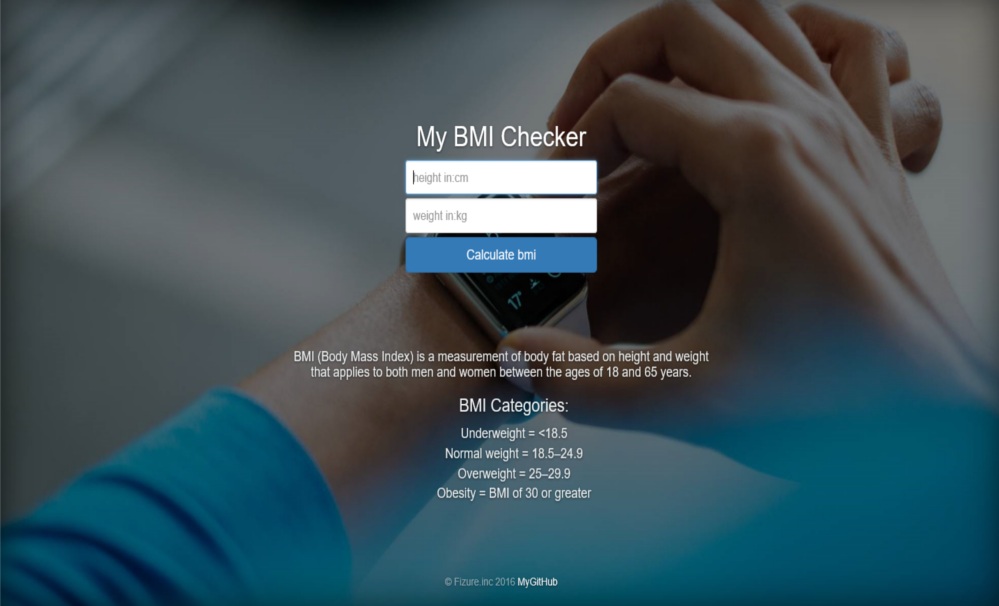 My BMI Checker
height in:cm
weight in:kg
Calculate bmi
17°
BMI (Body Mass Index) is a measurement of body fat based on height and weight
that applies to both men and women between the ages of 18 and 65 years.
BMI Categories:
Underweight = <18.5
Normal weight = 18.5–24.9
Overweight = 25–29.9
Obesity = BMI of 30 or greater
© Fizure.inc 2016 MyGitHub